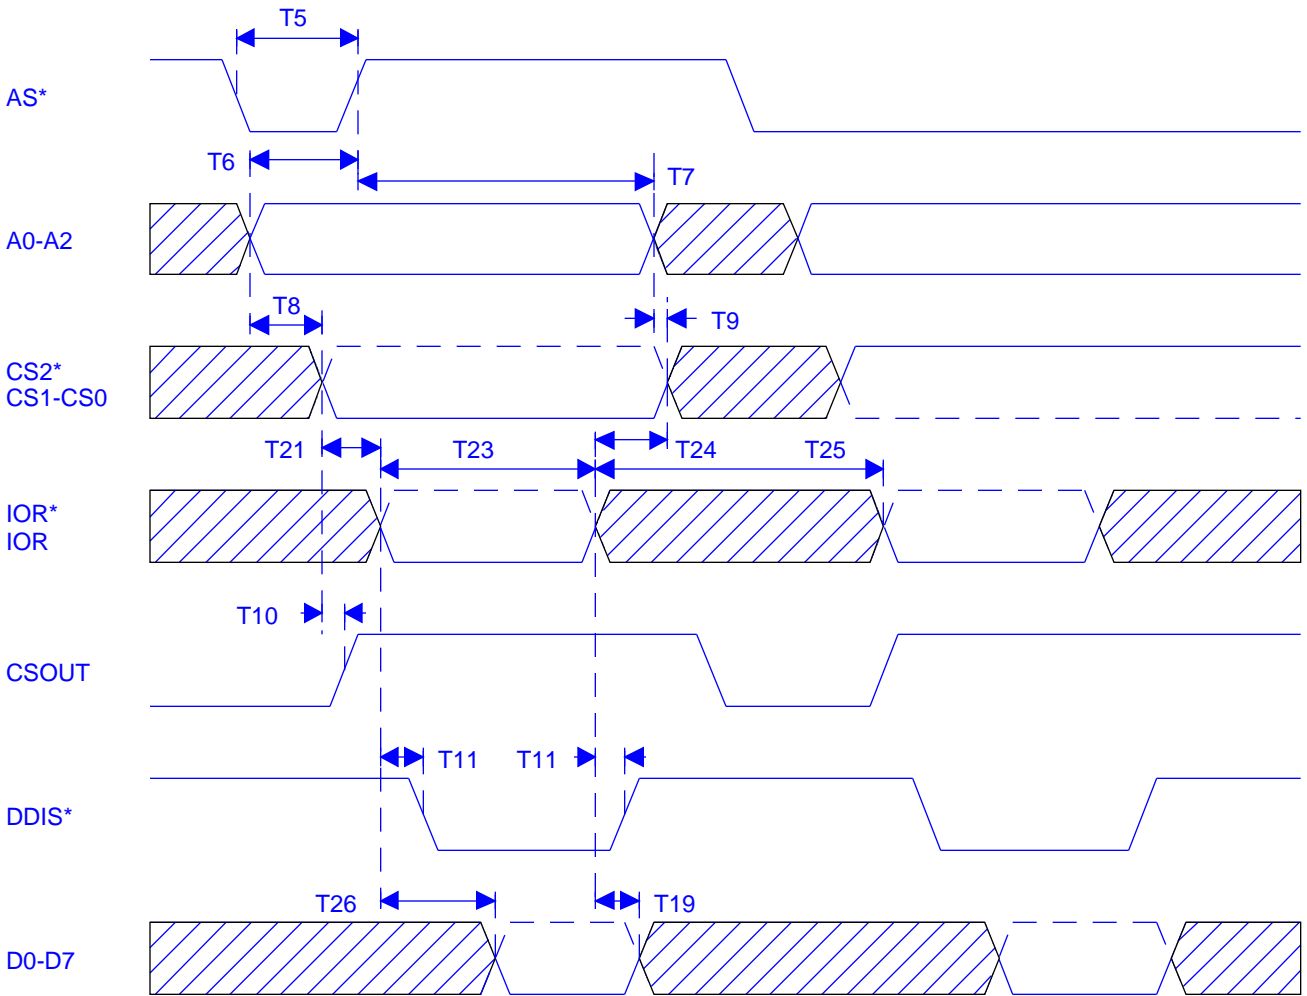 T5
AS*
T6
T7
A0-A2
T8
T9
CS2*
CS1-CS0
T21
T23
T24
T25
IOR*
IOR
T10
CSOUT
T11
T11
DDIS*
T26
T19
D0-D7